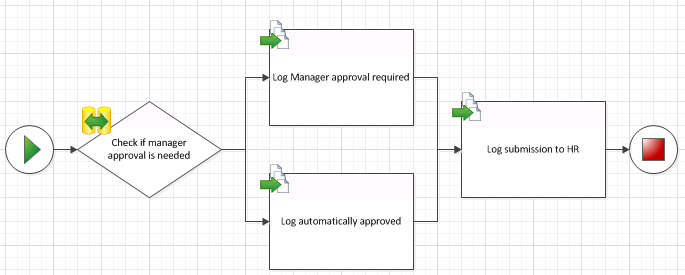 Log Manager approval required
Check if manager
approval is needed
Log submission to HR
Log automatically approved